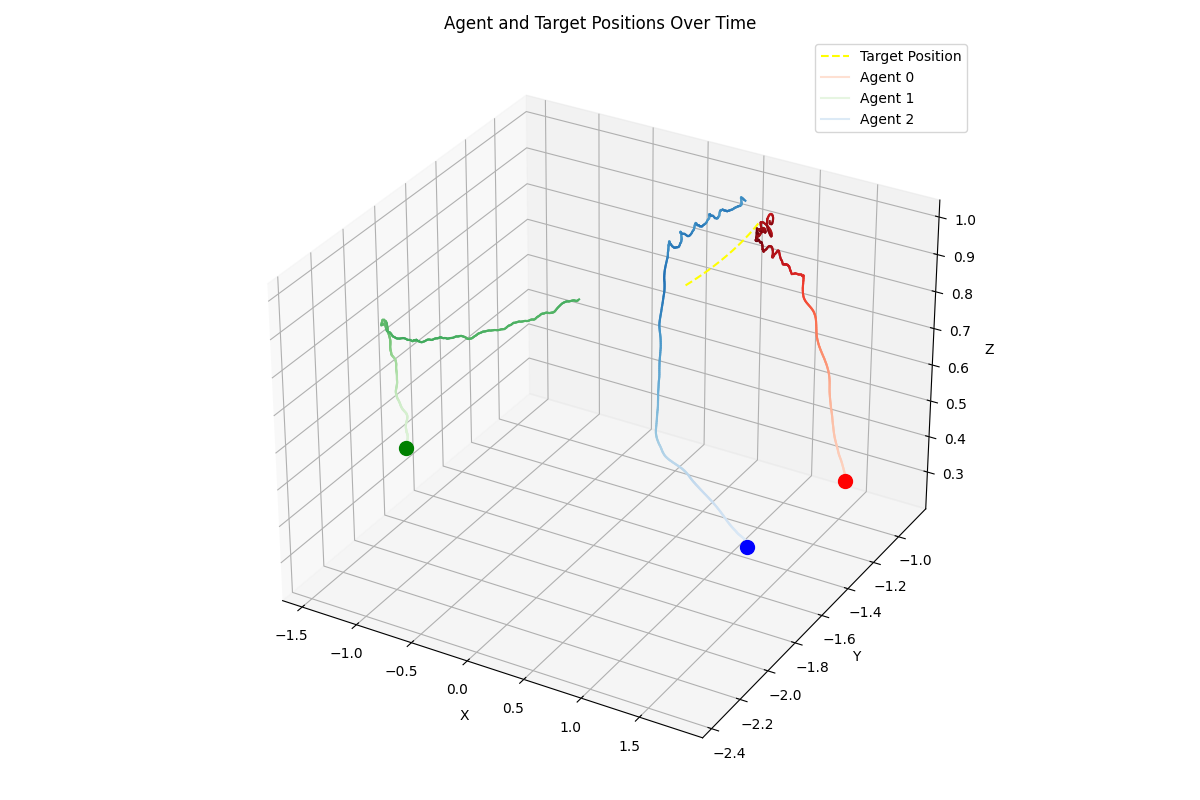 Agent and Target Positions Over Time
Target Position
Agent 0
Agent 1
Agent 2
1.0
0.9
0.8
0.7
0.6
0.5
0.4
0.3
Z
−1.0
−1.2
−1.4
−1.6
−1.8
−2.0
−2.2
−2.4
Y
−1.5
−1.0
−0.5
0.0
0.5
1.0
1.5
X